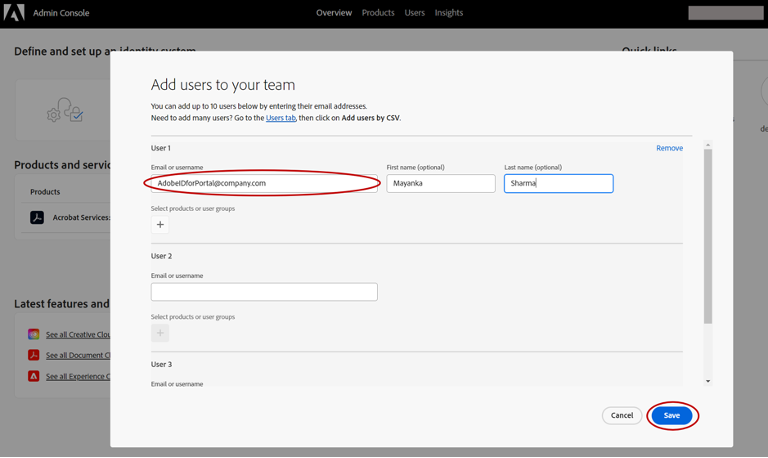 Admin Console
Overview Products Users Insights
Define and set up an identity system
Quick links
Add users to your team
You can add up to 10 users below by entering their email addresses.
Need to add many users? Go to the Users tab, then click on Add users by CSV.
User 1
Remove
Email or username
First name (optional)
Last name (optional)
AdobeIDforPortal@company.com
Mayanka
Sharma
Select products or user groups
Products and servic
Products
Acrobat Services:
User 2
Email or username
Select products or user groups
Latest features and
See all Creative Clou
See all Document Cl
See all Experience C
User 3
Email or username
Cancel
Save